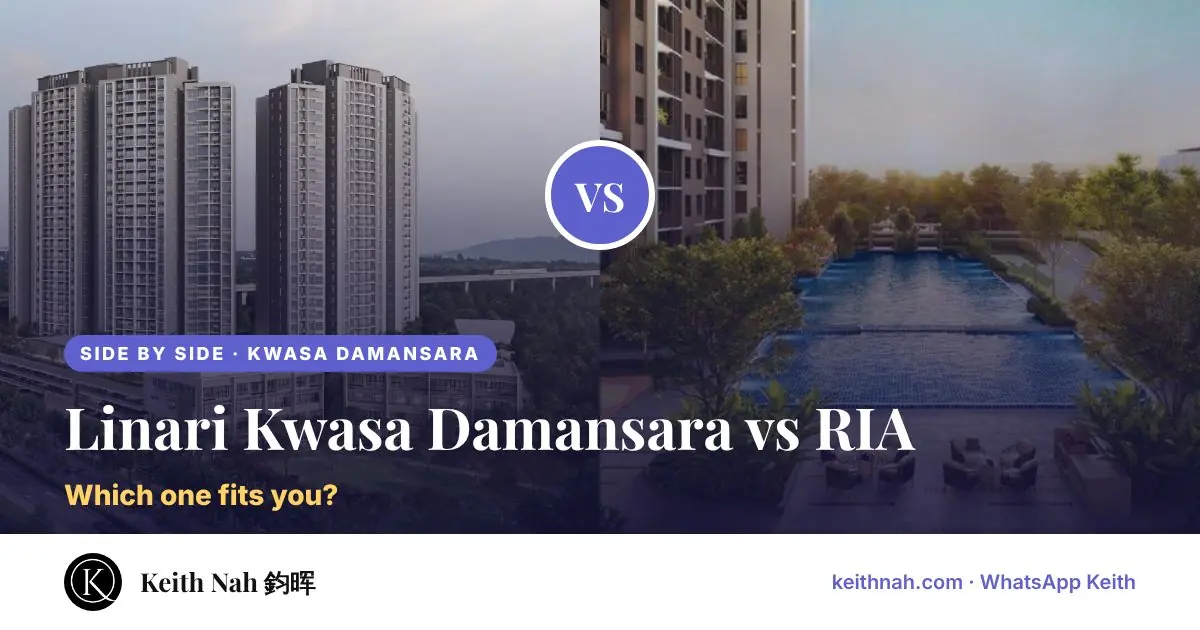 VS
SIDE BY SIDE · KWASA DAMANSARA
Linari Kwasa Damansara vs RIA
Which one fits you?
K
Keith Nah 鈞晖
keithnah.com · WhatsApp Keith